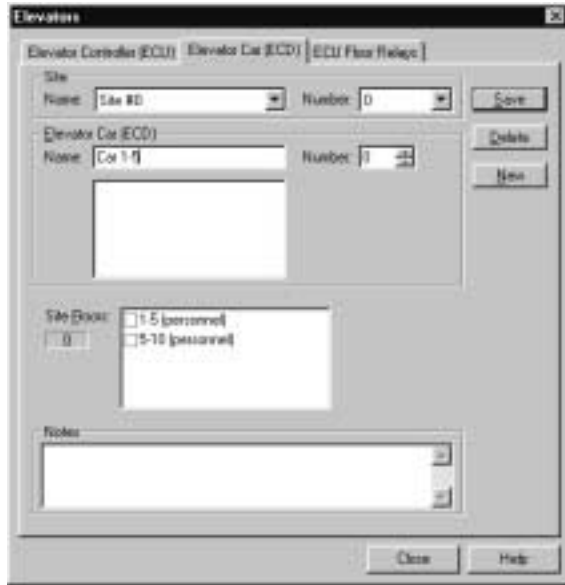 Elevators
Elevator Controller (ECU) Elevator Car (ECD) ECU Floor Relays
Site
Name: Site #0 Number: 0 Save
Elevator Car (ECD) Delete
Name: Car 1-5 Number: 0
New
Site Floors: 1-5 (personnel)
0 5-10 (personnel)
Notes
Close Help